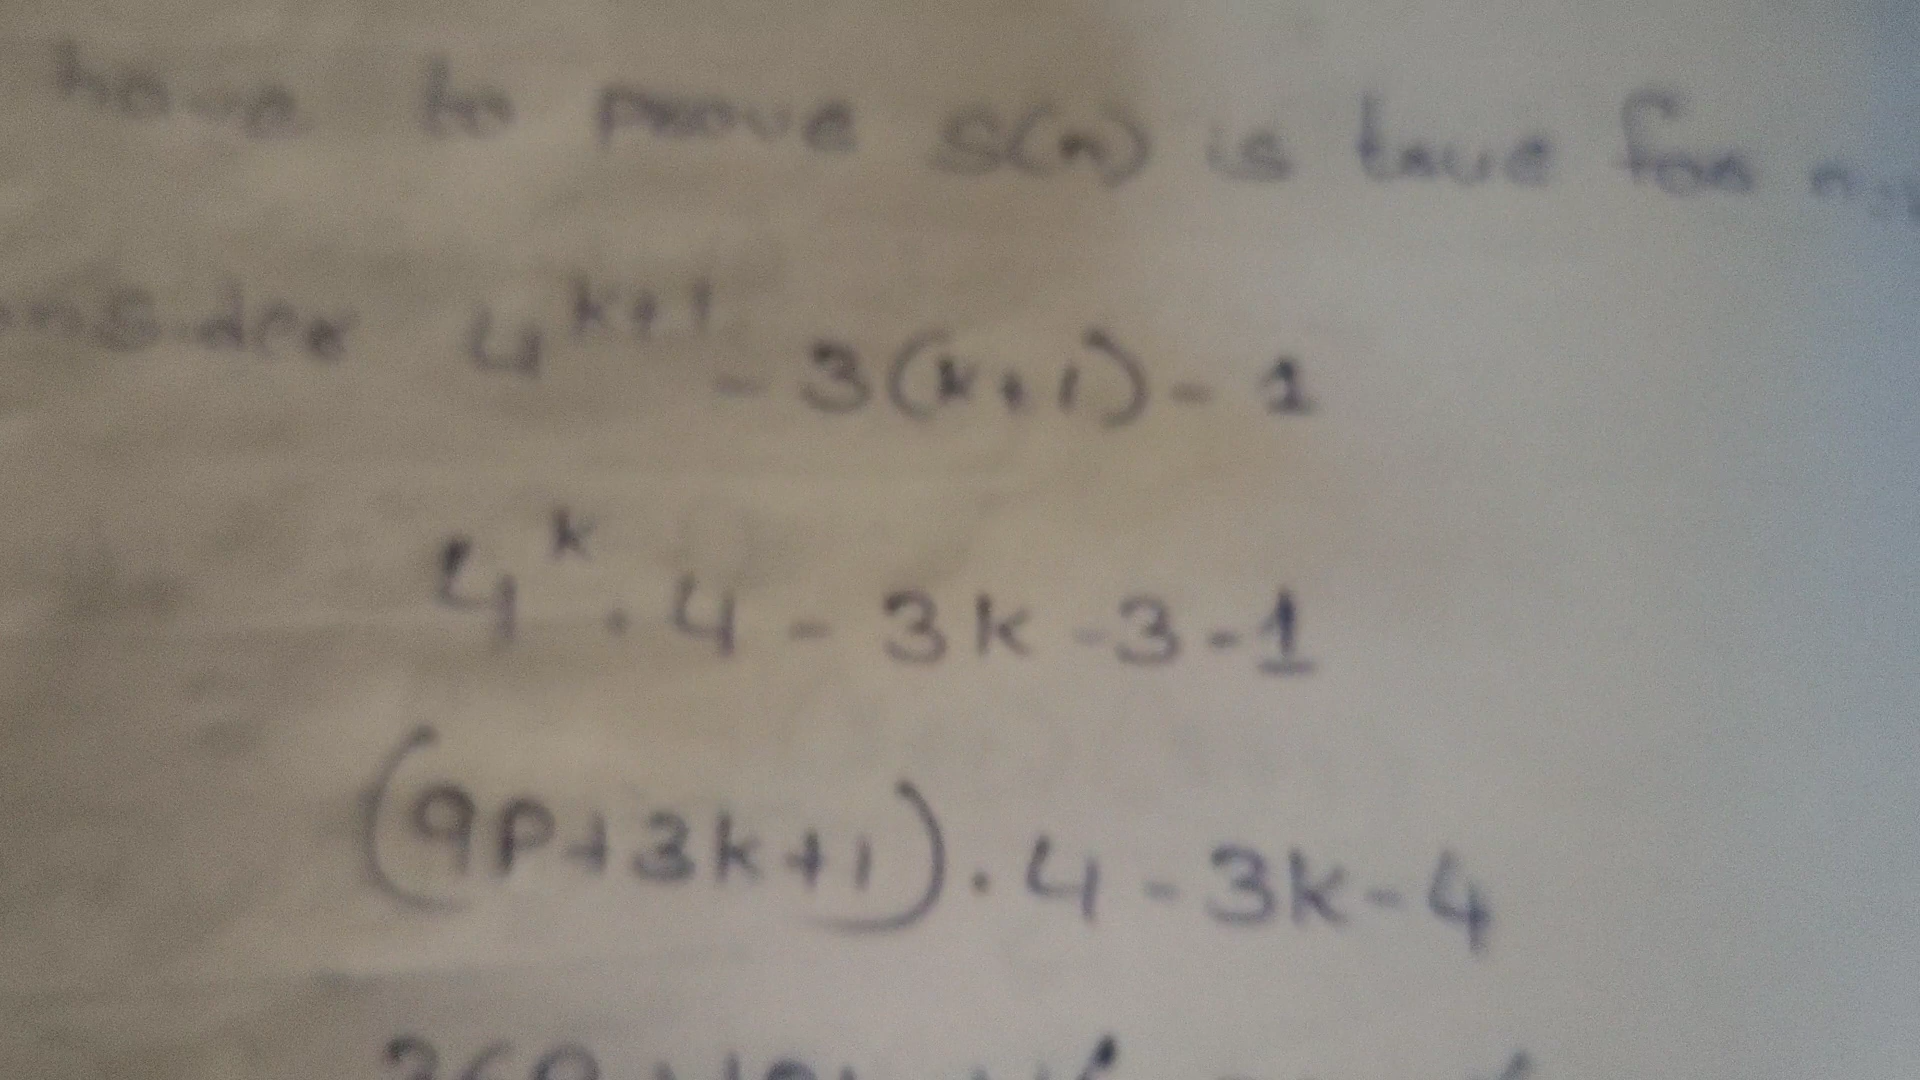 have to prove S(n) is true for
4^{k+1} - 3(k+1) - 1
4^k . 4 - 3k - 3 - 1
(9p+3k+1) . 4 - 3k - 4